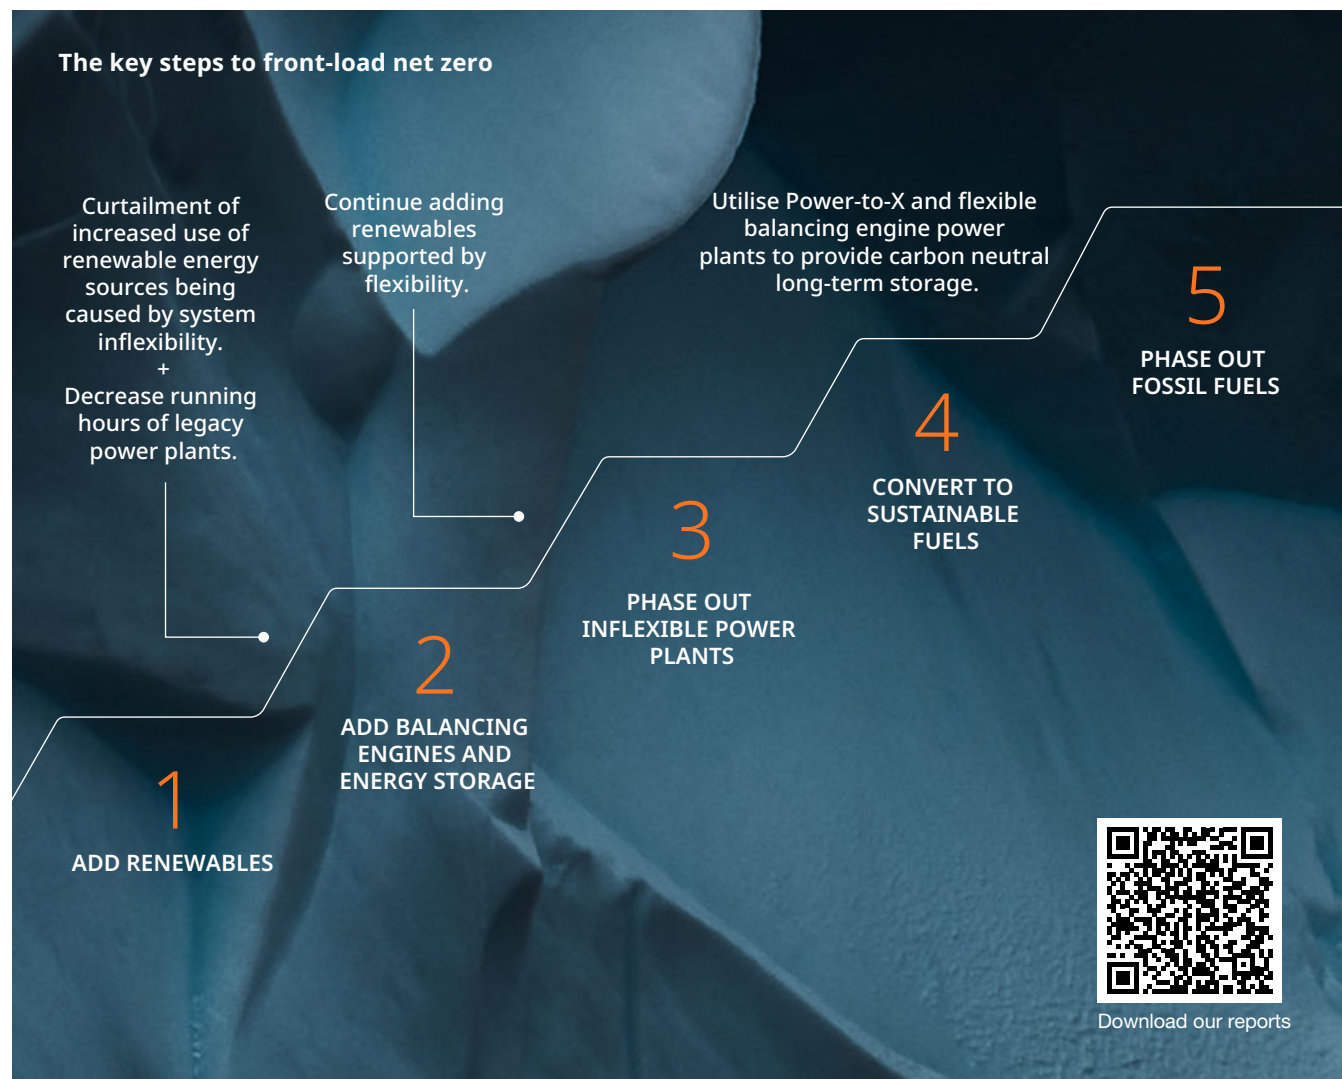 The key steps to front-load net zero
Curtailment of
increased use of
renewable energy
sources being
caused by system
inflexibility.
+
Decrease running
hours of legacy
power plants.
Continue adding
renewables
supported by
flexibility.
Utilise Power-to-X and flexible
balancing engine power
plants to provide carbon neutral
long-term storage.
1
ADD RENEWABLES
2
ADD BALANCING
ENGINES AND
ENERGY STORAGE
3
PHASE OUT
INFLEXIBLE POWER
PLANTS
4
CONVERT TO
SUSTAINABLE
FUELS
5
PHASE OUT
FOSSIL FUELS
Download our reports